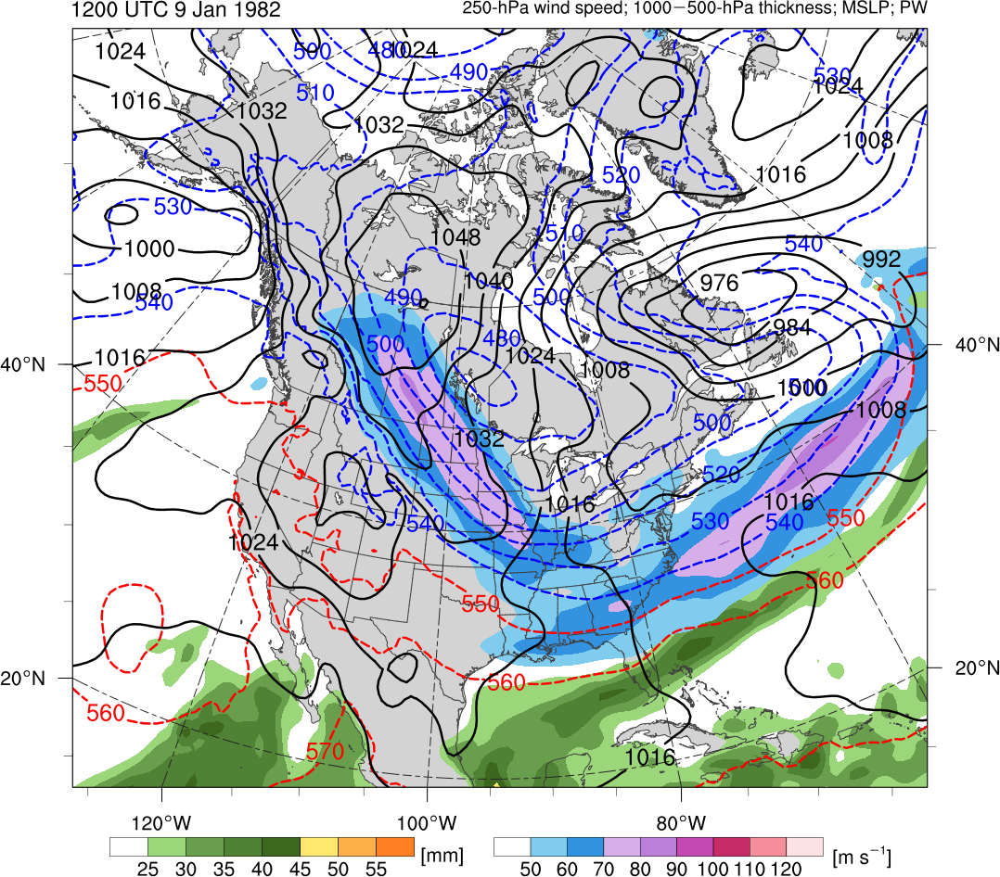 1200 UTC 9 Jan 1982 250-hPa wind speed; 1000−500-hPa thickness; MSLP; PW
1024 500 480 1024 490 530 1024
510
1016 1032 1032 1008
520 1016
530
1048 510 540
1000 992
1040 976
1008 490 500
540
984
480
40°N 1016 500 1024 40°N
550 1008 1000 500
1008
500
1032
520
1016 1016
540 530 540 550
1024
560
550
20°N 560 20°N
560
570
1016
120°W 100°W 80°W
[mm] [m s−1]
25 30 35 40 45 50 55 50 60 70 80 90 100 110 120